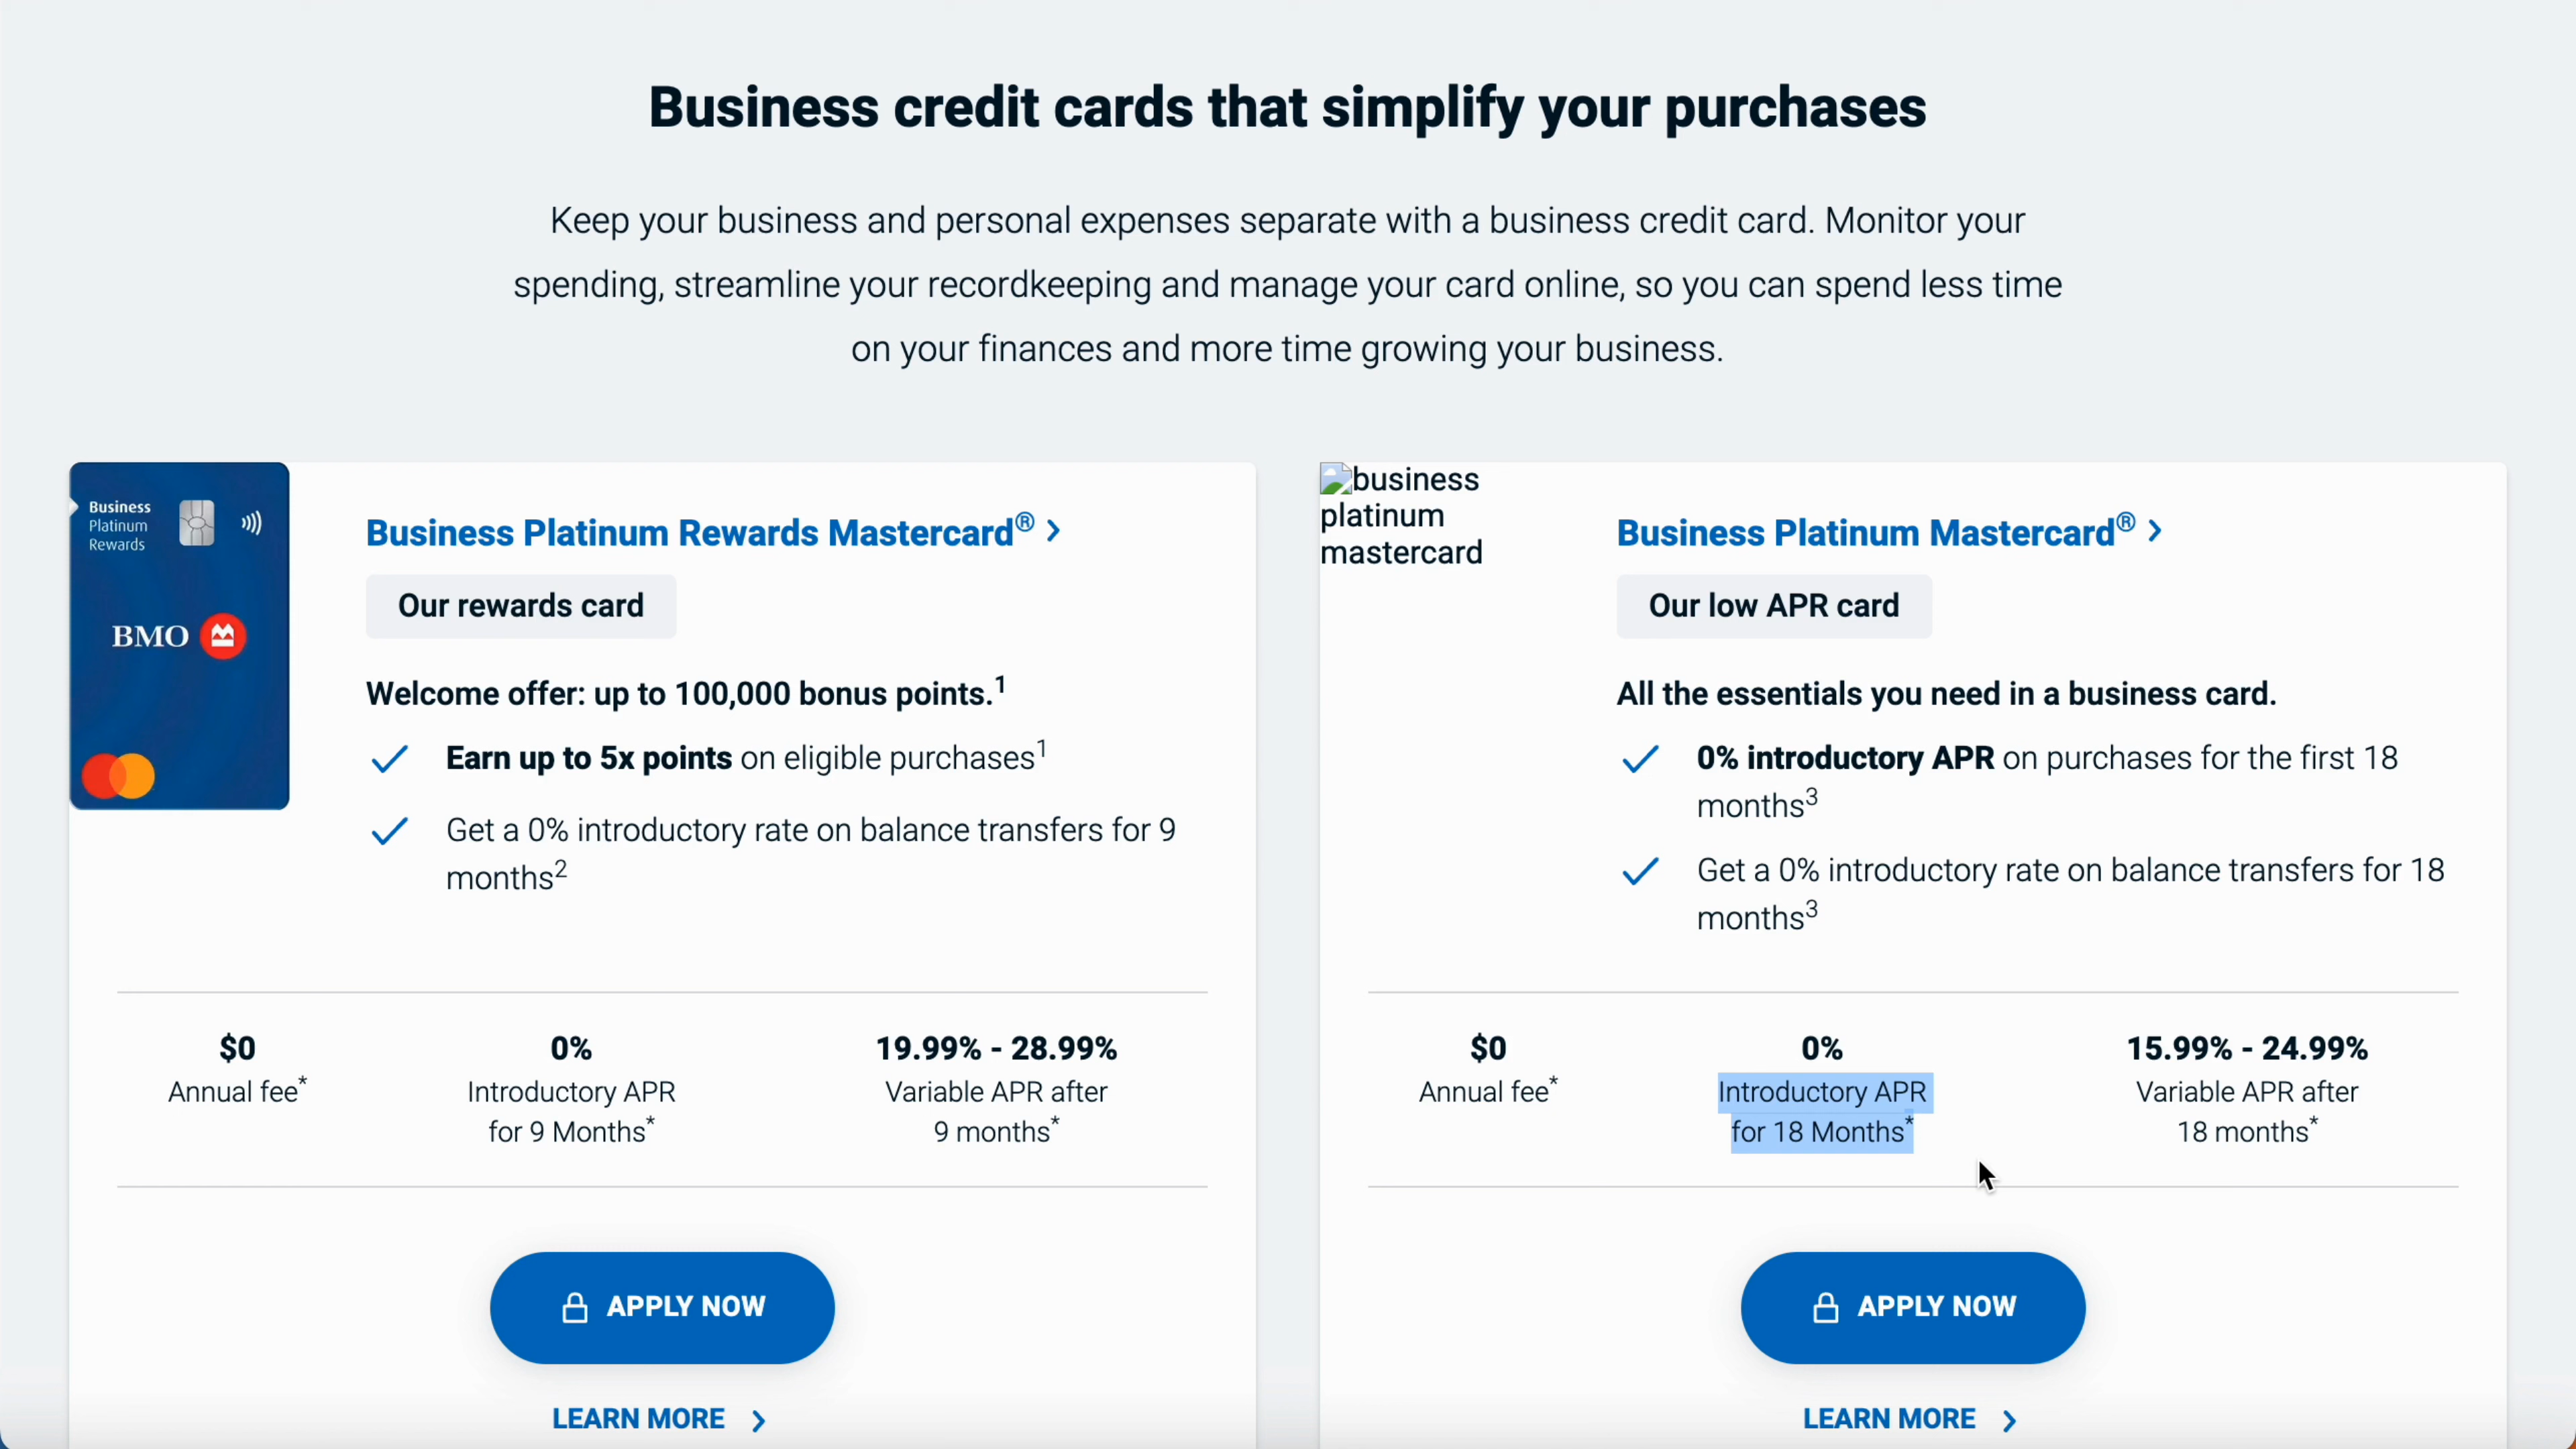 Business credit cards that simplify your purchases
Keep your business and personal expenses separate with a business credit card. Monitor your
spending, streamline your recordkeeping and manage your card online, so you can spend less time
on your finances and more time growing your business.
Business
Platinum
Rewards
BMO
Business Platinum Rewards Mastercard®
Our rewards card
Welcome offer: up to 100,000 bonus points.1
Earn up to 5x points on eligible purchases1
Get a 0% introductory rate on balance transfers for 9
months2
$0
Annual fee*
0%
Introductory APR
for 9 Months*
19.99% - 28.99%
Variable APR after
9 months*
APPLY NOW
LEARN MORE
business
platinum
mastercard
Business Platinum Mastercard®
Our low APR card
All the essentials you need in a business card.
0% introductory APR on purchases for the first 18
months3
Get a 0% introductory rate on balance transfers for 18
months3
$0
Annual fee*
0%
Introductory APR
for 18 Months*
15.99% - 24.99%
Variable APR after
18 months*
APPLY NOW
LEARN MORE